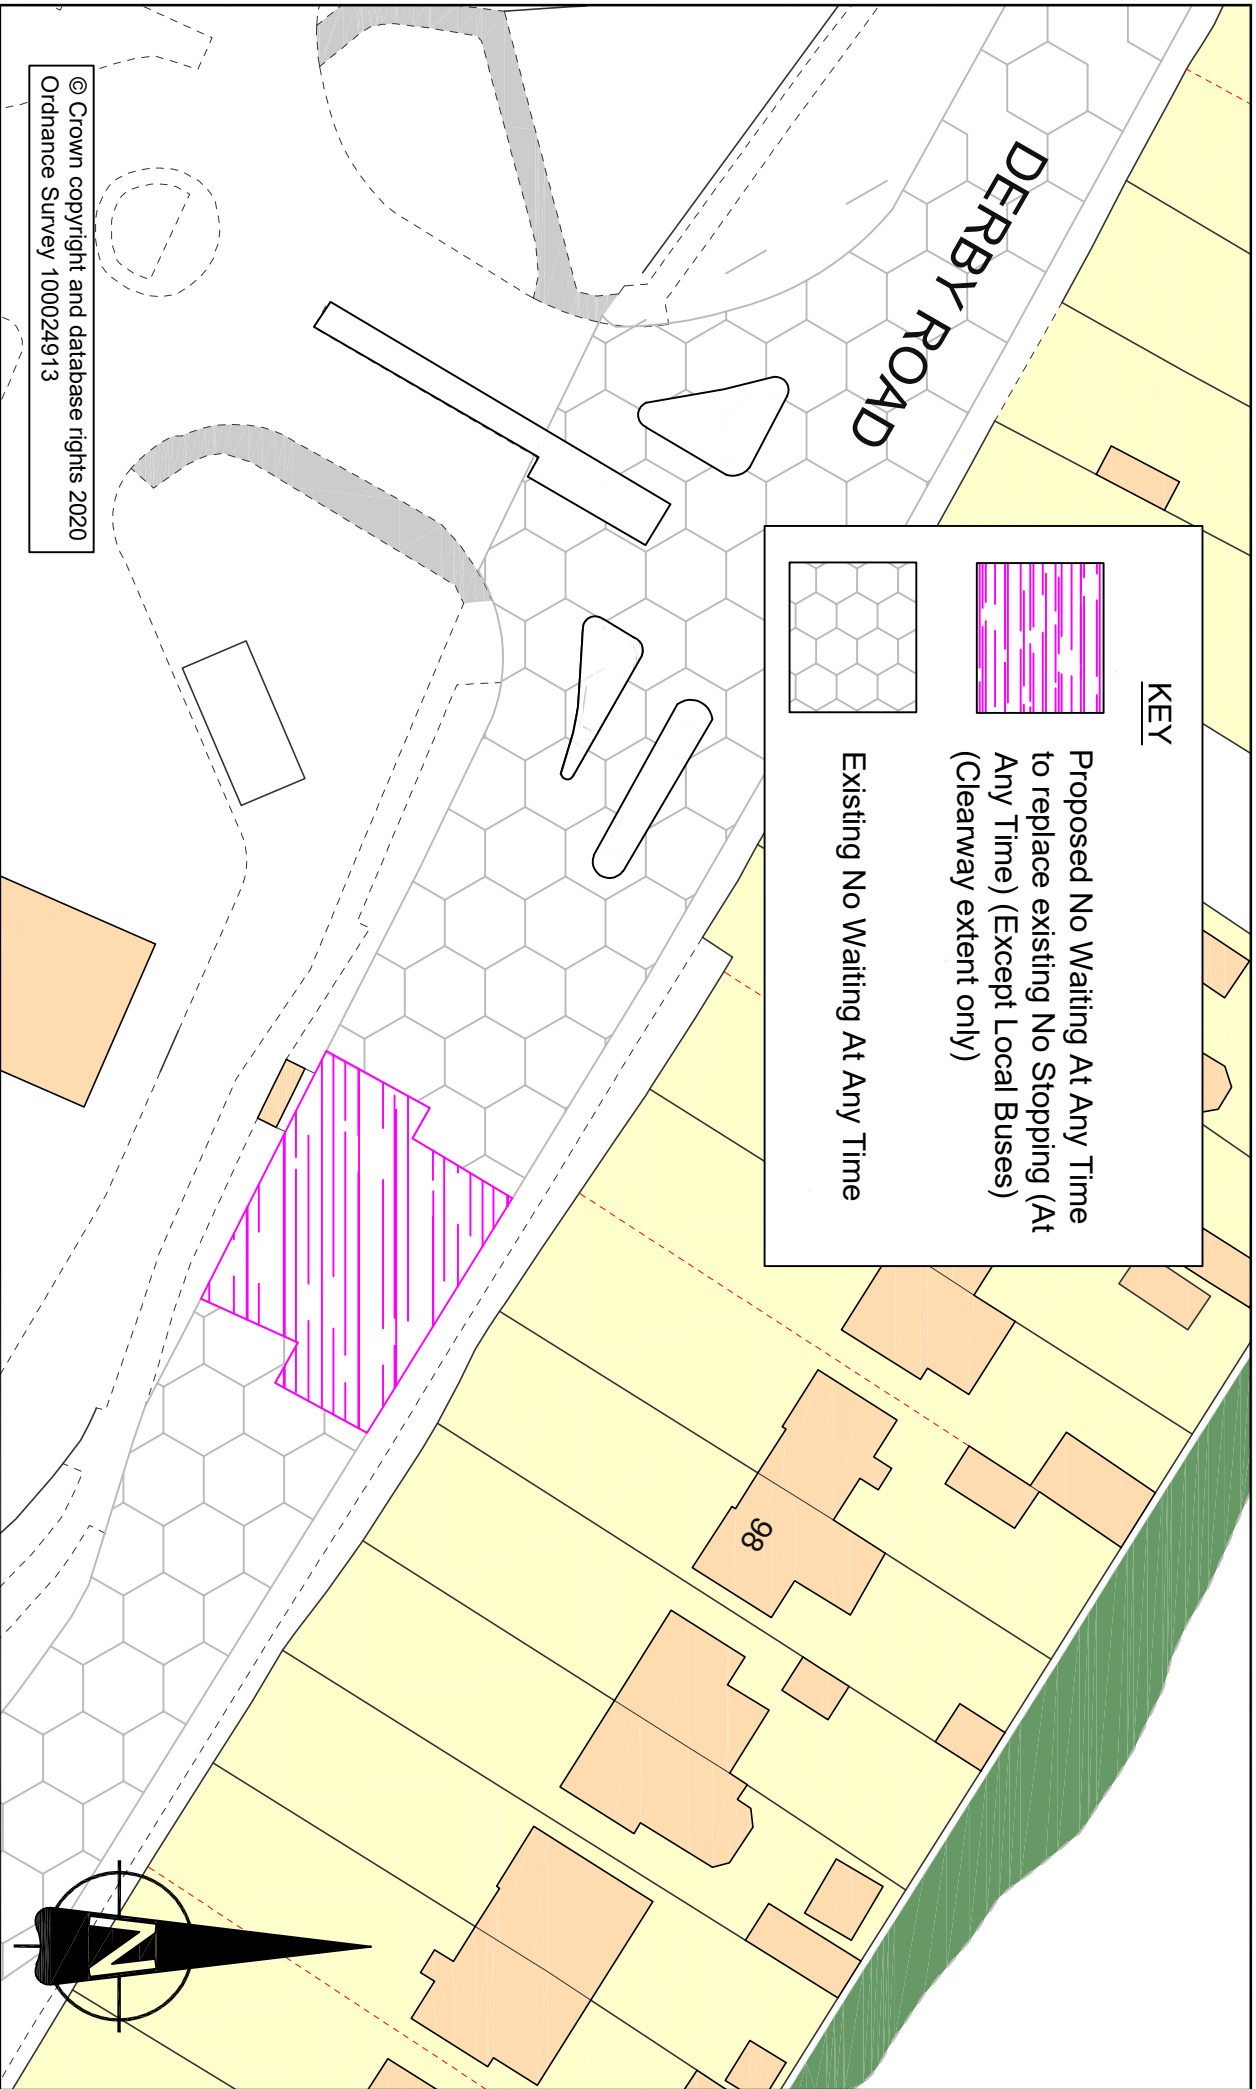 DERBY ROAD
KEY
Proposed No Waiting At Any Time
to replace existing No Stopping (At
Any Time) (Except Local Buses)
(Clearway extent only)
Existing No Waiting At Any Time
98
N
© Crown copyright and database rights 2020
Ordnance Survey 100024913